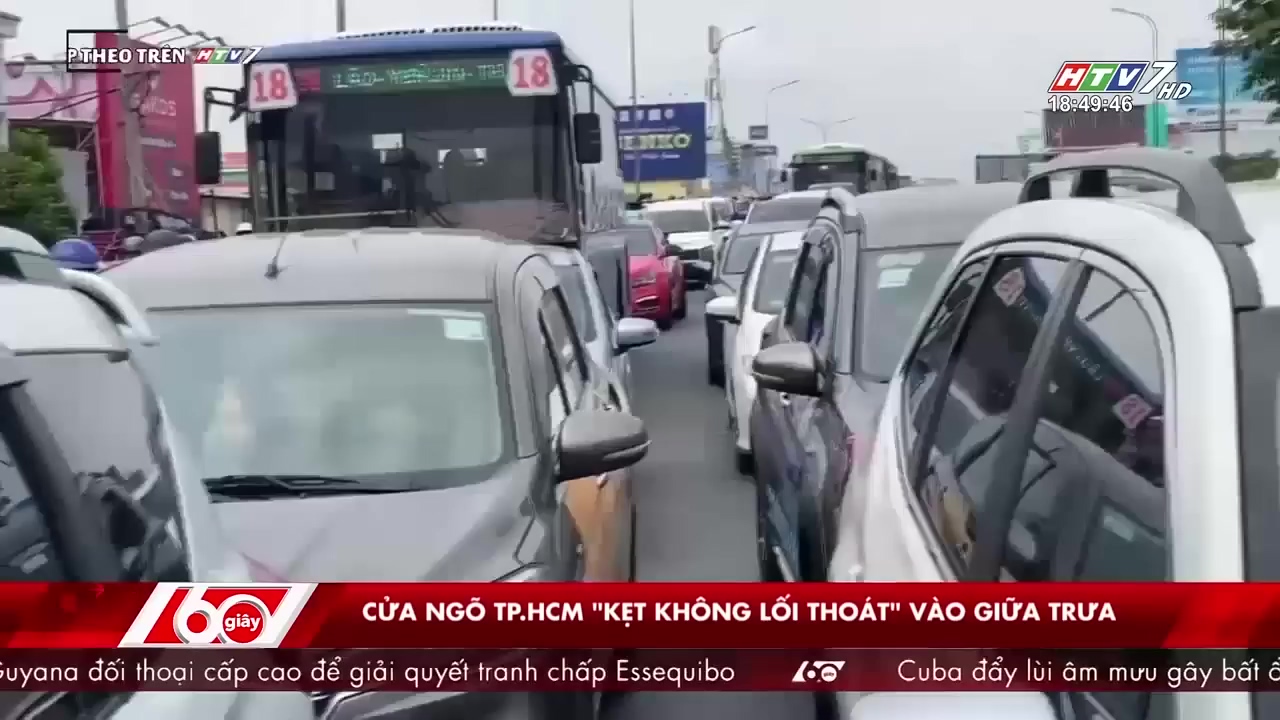 P THEO TRÊN HTV7
HTV7 HD
18:49:46
18
18
60 giây
CỬA NGÕ TP.HCM "KẸT KHÔNG LỐI THOÁT" VÀO GIỮA TRƯA
Guyana đối thoại cấp cao để giải quyết tranh chấp Essequibo
60 giây
Cuba đẩy lùi âm mưu gây bất